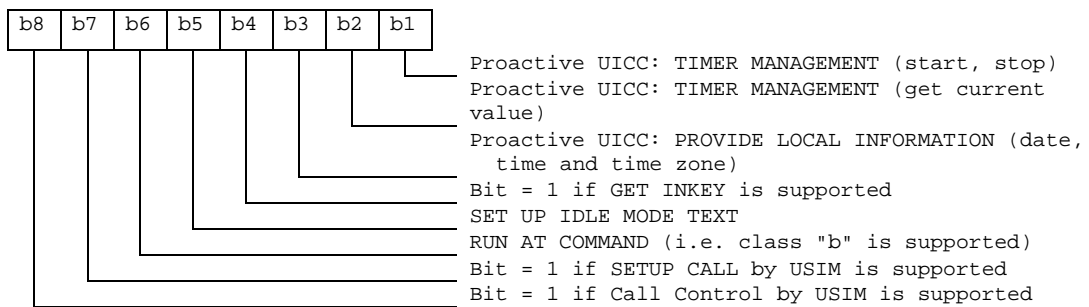 b8 b7 b6 b5 b4 b3 b2 b1
Proactive UICC: TIMER MANAGEMENT (start, stop)
Proactive UICC: TIMER MANAGEMENT (get current
value)
Proactive UICC: PROVIDE LOCAL INFORMATION (date,
time and time zone)
Bit = 1 if GET INKEY is supported
SET UP IDLE MODE TEXT
RUN AT COMMAND (i.e. class "b" is supported)
Bit = 1 if SETUP CALL by USIM is supported
Bit = 1 if Call Control by USIM is supported